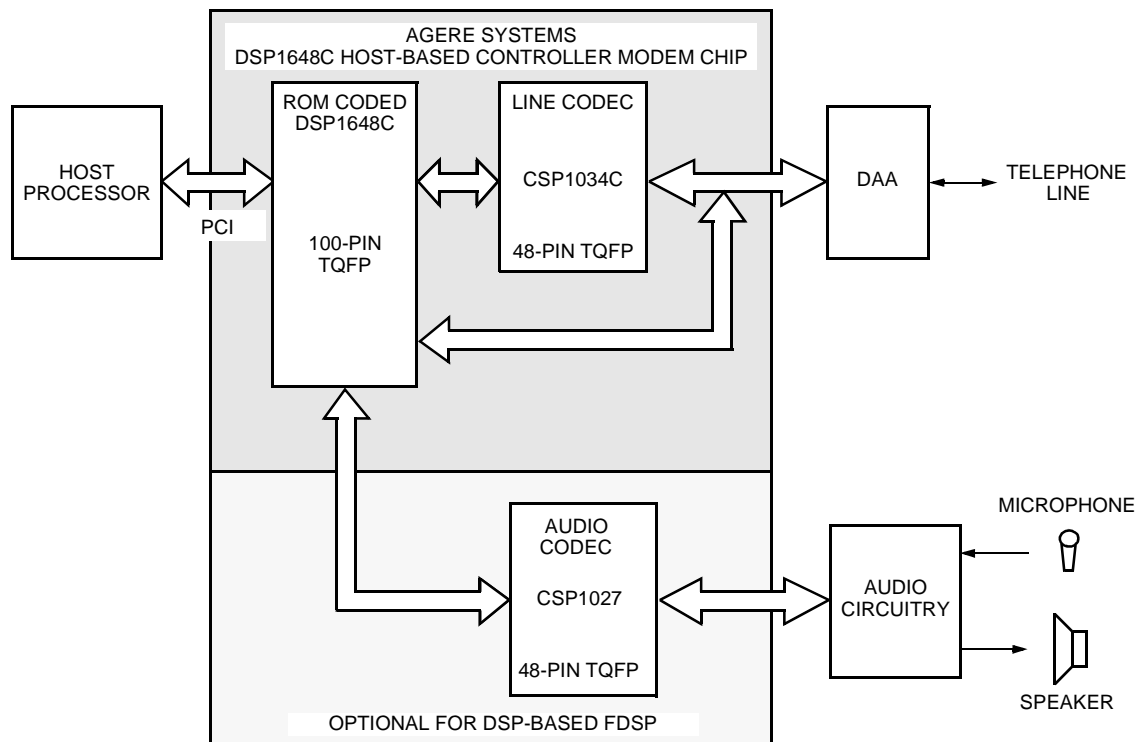 AGERE SYSTEMS
DSP1648C HOST-BASED CONTROLLER MODEM CHIP
HOST
PROCESSOR
PCI
ROM CODED
DSP1648C
100-PIN
TQFP
LINE CODEC
CSP1034C
48-PIN TQFP
DAA
TELEPHONE
LINE
AUDIO
CODEC
CSP1027
48-PIN TQFP
AUDIO
CIRCUITRY
MICROPHONE
SPEAKER
OPTIONAL FOR DSP-BASED FDSP